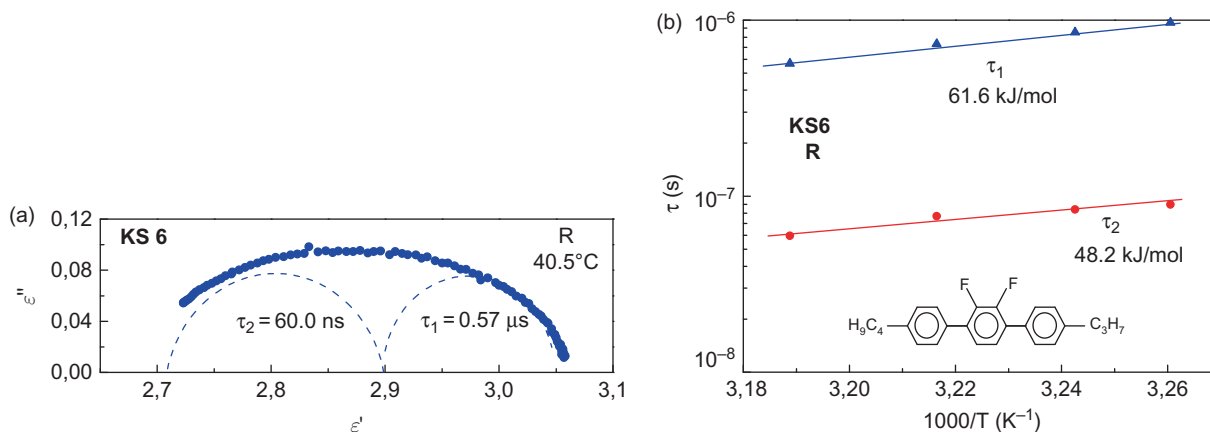 (a)
0,12
0,08
0,04
0,00
ε"
KS 6
R
40.5°C
τ2 = 60.0 ns
τ1 = 0.57 μs
2,7
2,8
2,9
3,0
3,1
ε'
(b)
10⁻⁶
10⁻⁷
10⁻⁸
τ (s)
τ1
61.6 kJ/mol
KS6
R
τ2
48.2 kJ/mol
F
F
H9C4
C3H7
3,18
3,20
3,22
3,24
3,26
1000/T (K⁻¹)